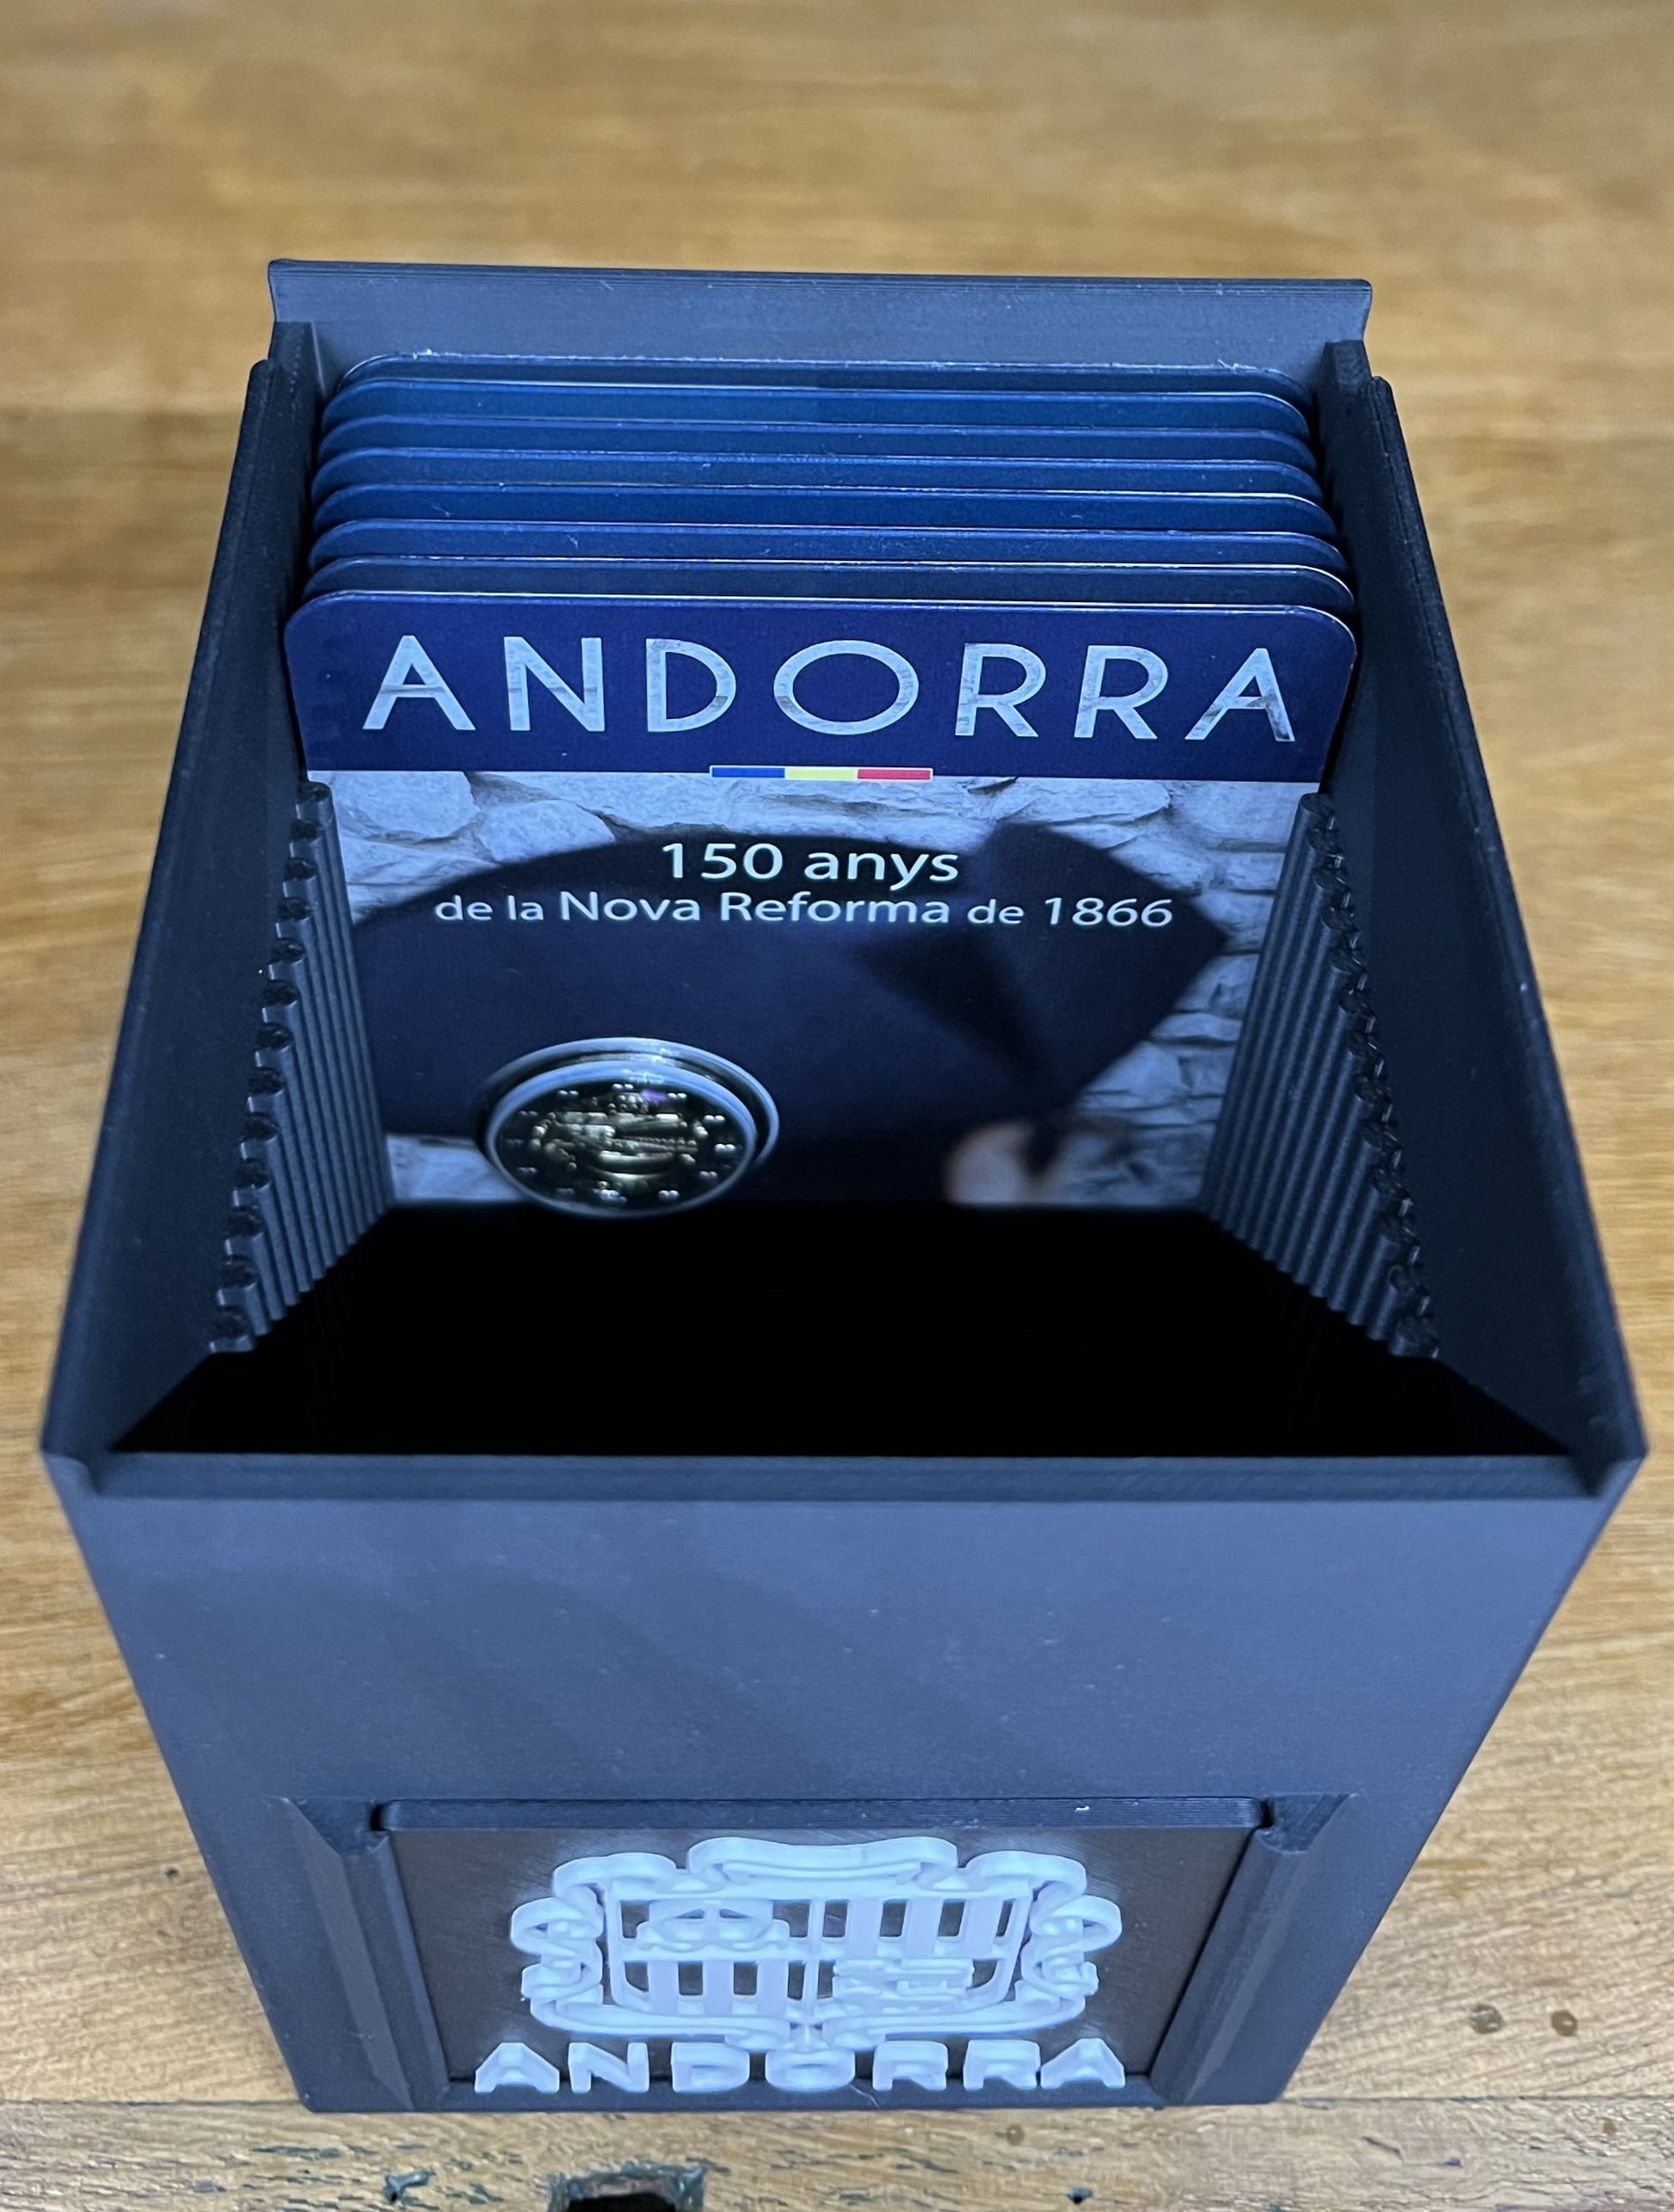 ANDORRA
150 anys
de la Nova Reforma de 1866
ANDORRA